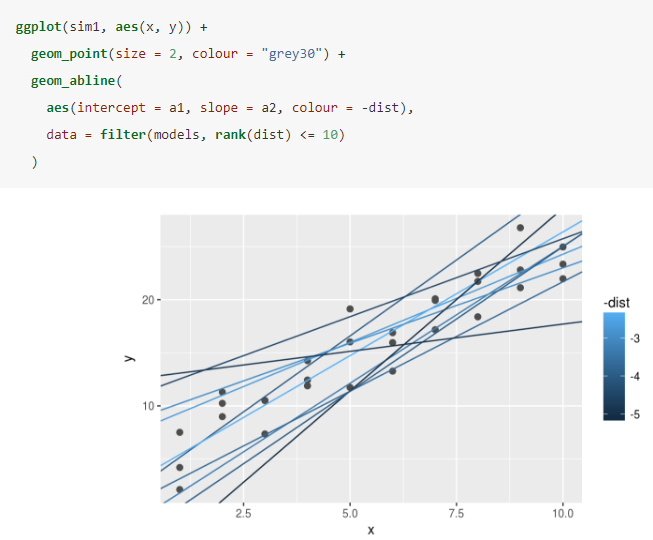 ggplot(sim1, aes(x, y)) +
  geom_point(size = 2, colour = "grey30") +
  geom_abline(
    aes(intercept = a1, slope = a2, colour = -dist),
    data = filter(models, rank(dist) <= 10)
  )
20
10
y
2.5 5.0 7.5 10.0
x
-dist
-3
-4
-5